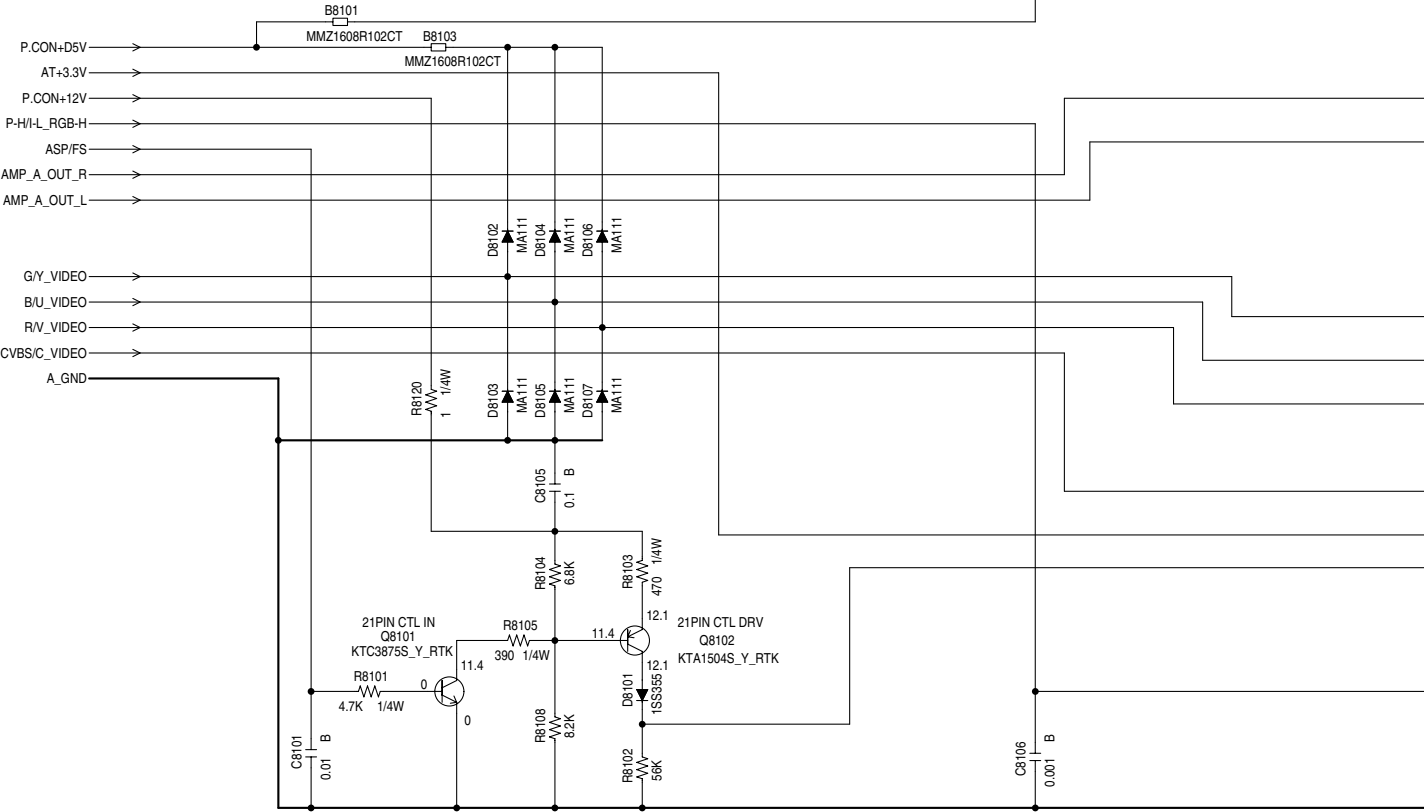 B8101
MMZ1608R102CT
B8103
MMZ1608R102CT
P.CON+D5V
AT+3.3V
P.CON+12V
P-H/I-L_RGB-H
ASP/FS
AMP_A_OUT_R
AMP_A_OUT_L
D8102
MA111
D8104
MA111
D8106
MA111
G/Y_VIDEO
B/U_VIDEO
R/V_VIDEO
CVBS/C_VIDEO
A_GND
R8120
1 1/4W
D8103
MA111
D8105
MA111
D8107
MA111
C8105
0.1 B
R8104
6.8K
R8103
470 1/4W
21PIN CTL IN
Q8101
KTC3875S_Y_RTK
R8105
390 1/4W
11.4
12.1
21PIN CTL DRV
Q8102
KTA1504S_Y_RTK
12.1
11.4
R8101
4.7K 1/4W
0
0
D8101
1SS355
R8108
8.2K
R8102
56K
C8101
0.01 B
C8106
0.001 B